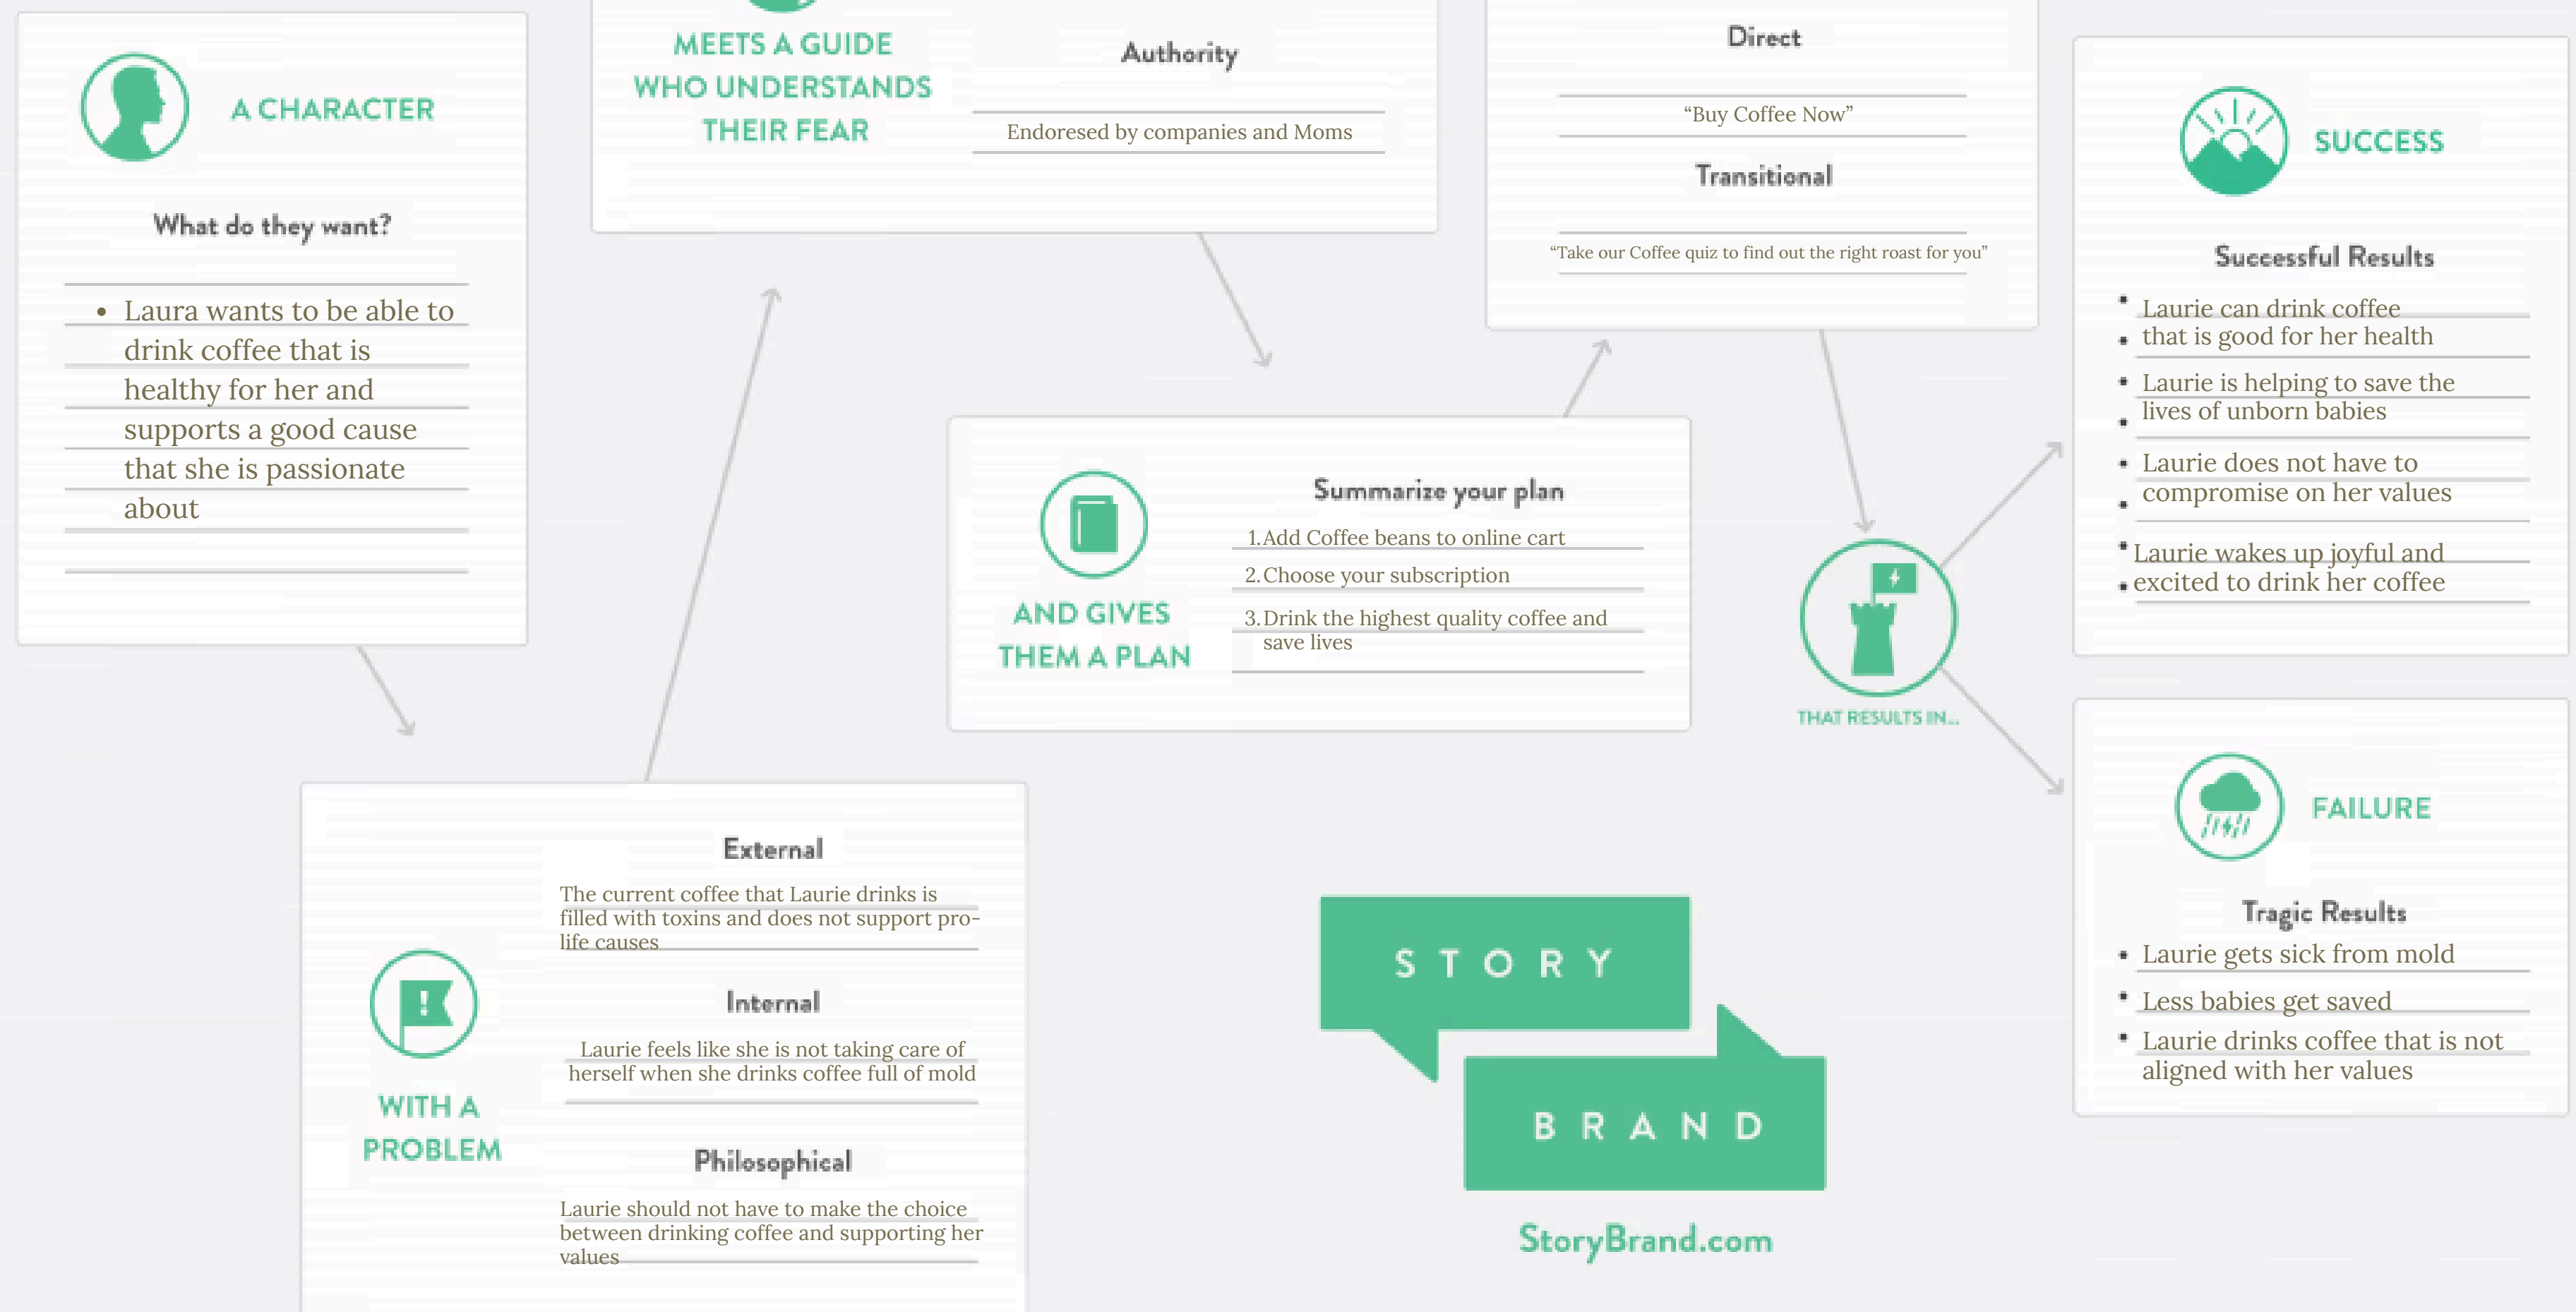 A CHARACTER
What do they want?
• Laura wants to be able to
drink coffee that is
healthy for her and
supports a good cause
that she is passionate
about
WITH A
PROBLEM
External
The current coffee that Laurie drinks is
filled with toxins and does not support pro-
life causes
Internal
Laurie feels like she is not taking care of
herself when she drinks coffee full of mold
Philosophical
Laurie should not have to make the choice
between drinking coffee and supporting her
values
MEETS A GUIDE
WHO UNDERSTANDS
THEIR FEAR
Authority
Endoresed by companies and Moms
AND GIVES
THEM A PLAN
Summarize your plan
1. Add Coffee beans to online cart
2. Choose your subscription
3. Drink the highest quality coffee and
save lives
Direct
“Buy Coffee Now”
Transitional
“Take our Coffee quiz to find out the right roast for you”
THAT RESULTS IN...
SUCCESS
Successful Results
Laurie can drink coffee
that is good for her health
Laurie is helping to save the
lives of unborn babies
Laurie does not have to
compromise on her values
Laurie wakes up joyful and
excited to drink her coffee
FAILURE
Tragic Results
Laurie gets sick from mold
Less babies get saved
Laurie drinks coffee that is not
aligned with her values
STORY
BRAND
StoryBrand.com